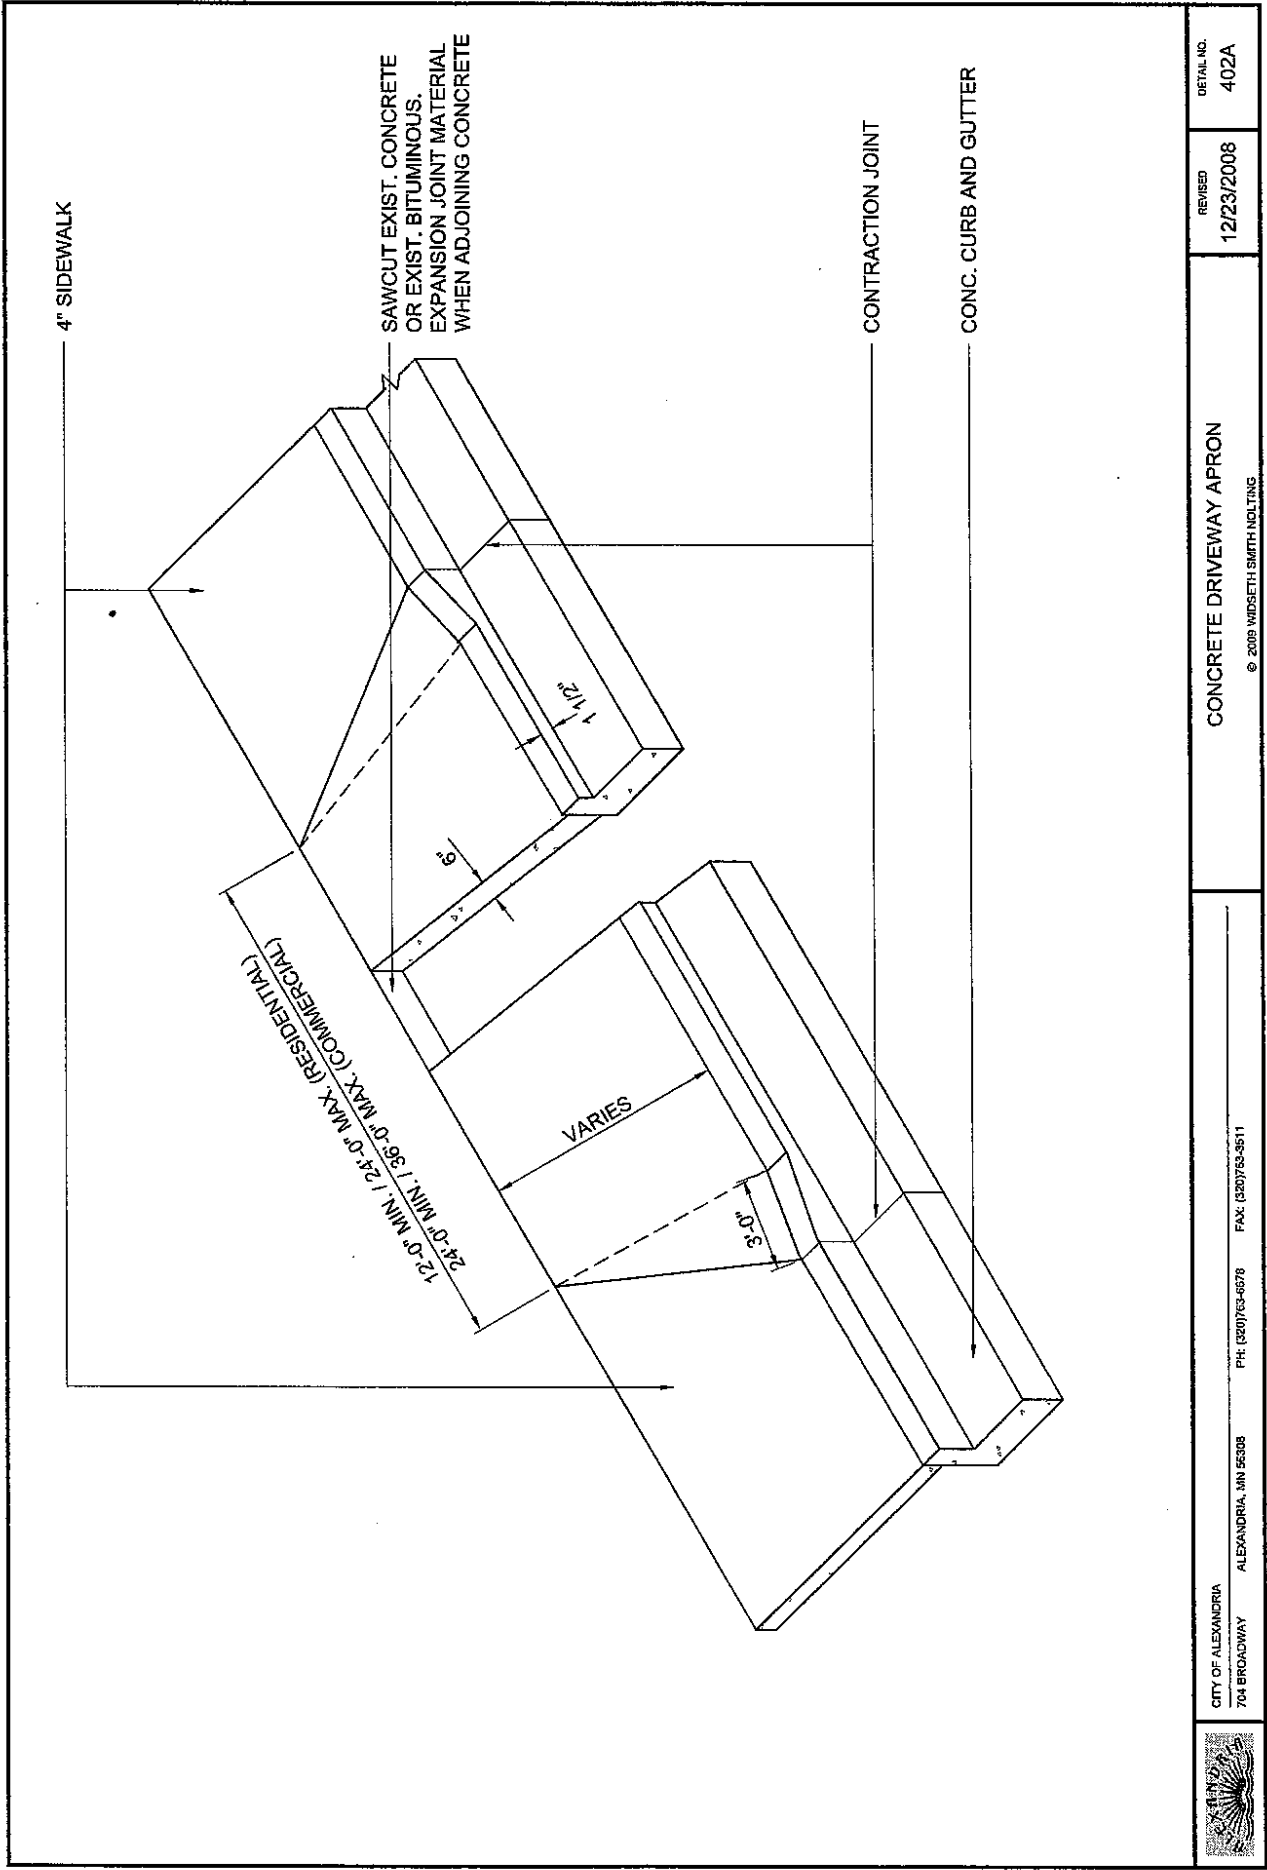 4" SIDEWALK
SAWCUT EXIST. CONCRETE
OR EXIST. BITUMINOUS.
EXPANSION JOINT MATERIAL
WHEN ADJOINING CONCRETE
12'-0" MIN. / 24'-0" MAX. (RESIDENTIAL)
24'-0" MIN. / 36'-0" MAX. (COMMERCIAL)
6"
1 1/2"
VARIES
3'-0"
CONTRACTION JOINT
CONC. CURB AND GUTTER
CITY OF ALEXANDRIA
704 BROADWAY ALEXANDRIA, MN 56308 PH: (320)763-6678 FAX: (320)763-3511
CONCRETE DRIVEWAY APRON
© 2009 WIDSETH SMITH NOLTING
REVISED
12/23/2008
DETAIL NO.
402A